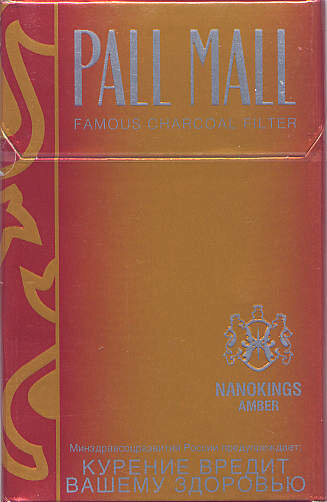 PALL MALL
FAMOUS CHARCOAL FILTER
NANOKINGS
AMBER
Минздравсоцразвития России предупреждает:
КУРЕНИЕ ВРЕДИТ
ВАШЕМУ ЗДОРОВЬЮ